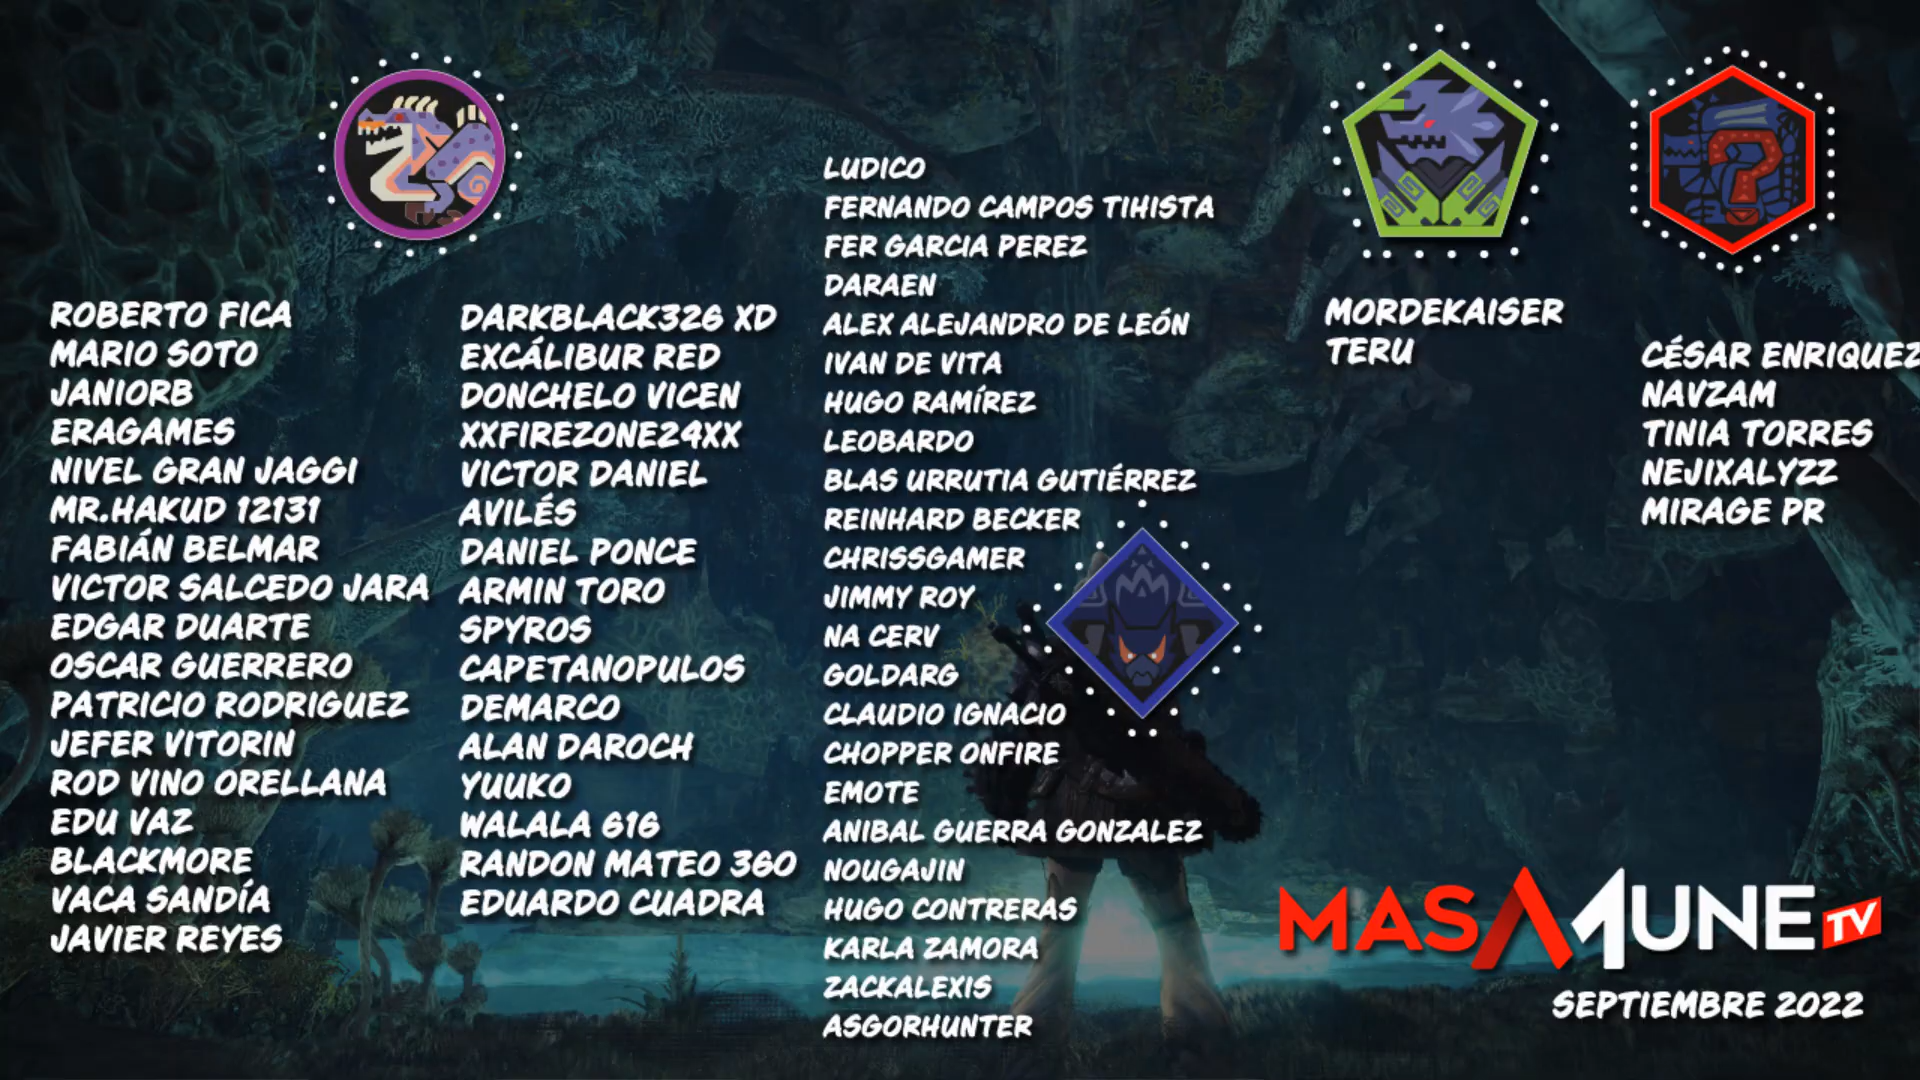 ROBERTO FICA
MARIO SOTO
JANIORB
ERAGAMES
NIVEL GRAN JAGGI
MR.HAKUD 12131
FABIÁN BELMAR
VICTOR SALCEDO JARA
EDGAR DUARTE
OSCAR GUERRERO
PATRICIO RODRIGUEZ
JEFER VITORIN
ROD VINO ORELLANA
EDU VAZ
BLACKMORE
VACA SANDÍA
JAVIER REYES
DARKBLACK326 XD
EXCÁLIBUR RED
DONCHELO VICEN
XXFIREZONE24XX
VICTOR DANIEL
AVILÉS
DANIEL PONCE
ARMIN TORO
SPYROS
CAPETANOPULOS
DEMARCO
ALAN DAROCH
YUUKO
WALALA 616
RANDON MATEO 360
EDUARDO CUADRA
LUDICO
FERNANDO CAMPOS TIHISTA
FER GARCIA PEREZ
DARAEN
ALEX ALEJANDRO DE LEÓN
IVAN DE VITA
HUGO RAMÍREZ
LEOBARDO
BLAS URRUTIA GUTIÉRREZ
REINHARD BECKER
CHRISSGAMER
JIMMY ROY
NA CERV
GOLDARG
CLAUDIO IGNACIO
CHOPPER ONFIRE
EMOTE
ANIBAL GUERRA GONZALEZ
NOUGAJIN
HUGO CONTRERAS
KARLA ZAMORA
ZACKALEXIS
ASGORHUNTER
MORDEKAISER
TERU
?
CÉSAR ENRIQUEZ
NAVZAM
TINIA TORRES
NEJIXALYZZ
MIRAGE PR
MASAMUNE TV
SEPTIEMBRE 2022